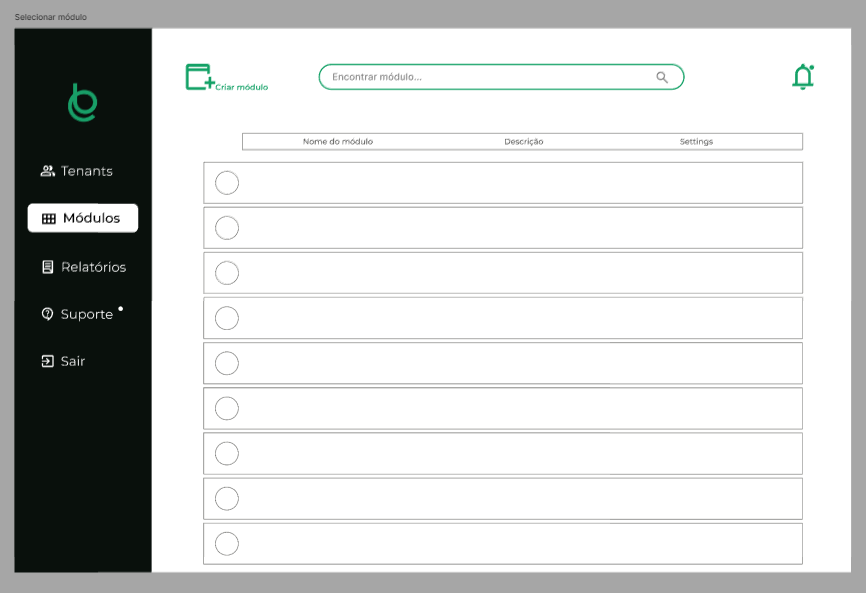 Selecionar módulo
Criar módulo
Encontrar módulo...
Nome do módulo
Descrição
Settings
Tenants
Módulos
Relatórios
Suporte
Sair